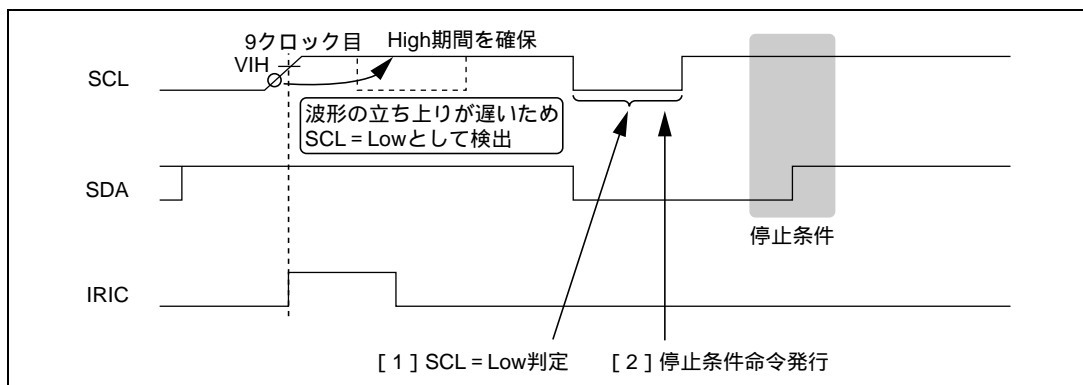 9クロック目
High期間を確保
VIH
SCL
波形の立ち上りが遅いため
SCL = Lowとして検出
SDA
停止条件
IRIC
[ 1 ] SCL = Low判定
[ 2 ] 停止条件命令発行